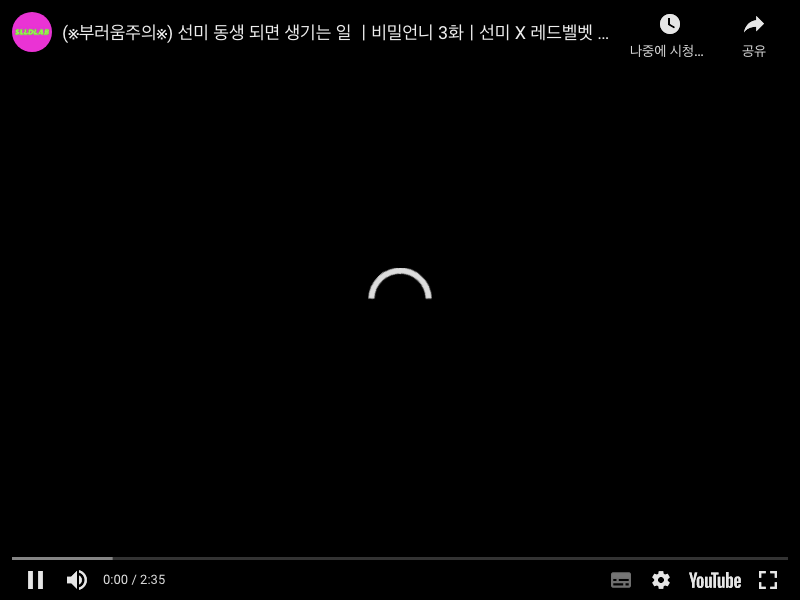 SLLDLAB
(※부러움주의※) 선미 동생 되면 생기는 일 ㅣ비밀언니 3화ㅣ선미 X 레드벨벳 ...
나중에 시청...
공유
0:00 / 2:35
YouTube